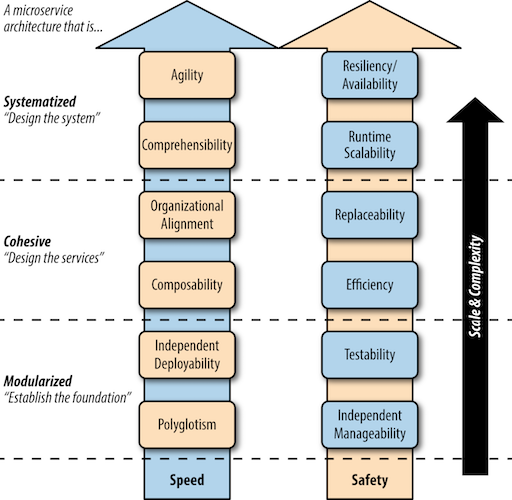 A microservice
architecture that is...
Agility
Resiliency/
Availability
Systematized
“Design the system”
Comprehensibility
Runtime
Scalability
Organizational
Alignment
Replaceability
Cohesive
“Design the services”
Composability
Efficiency
Independent
Deployability
Testability
Modularized
“Establish the foundation”
Polyglotism
Independent
Manageability
Speed
Safety
Scale & Complexity